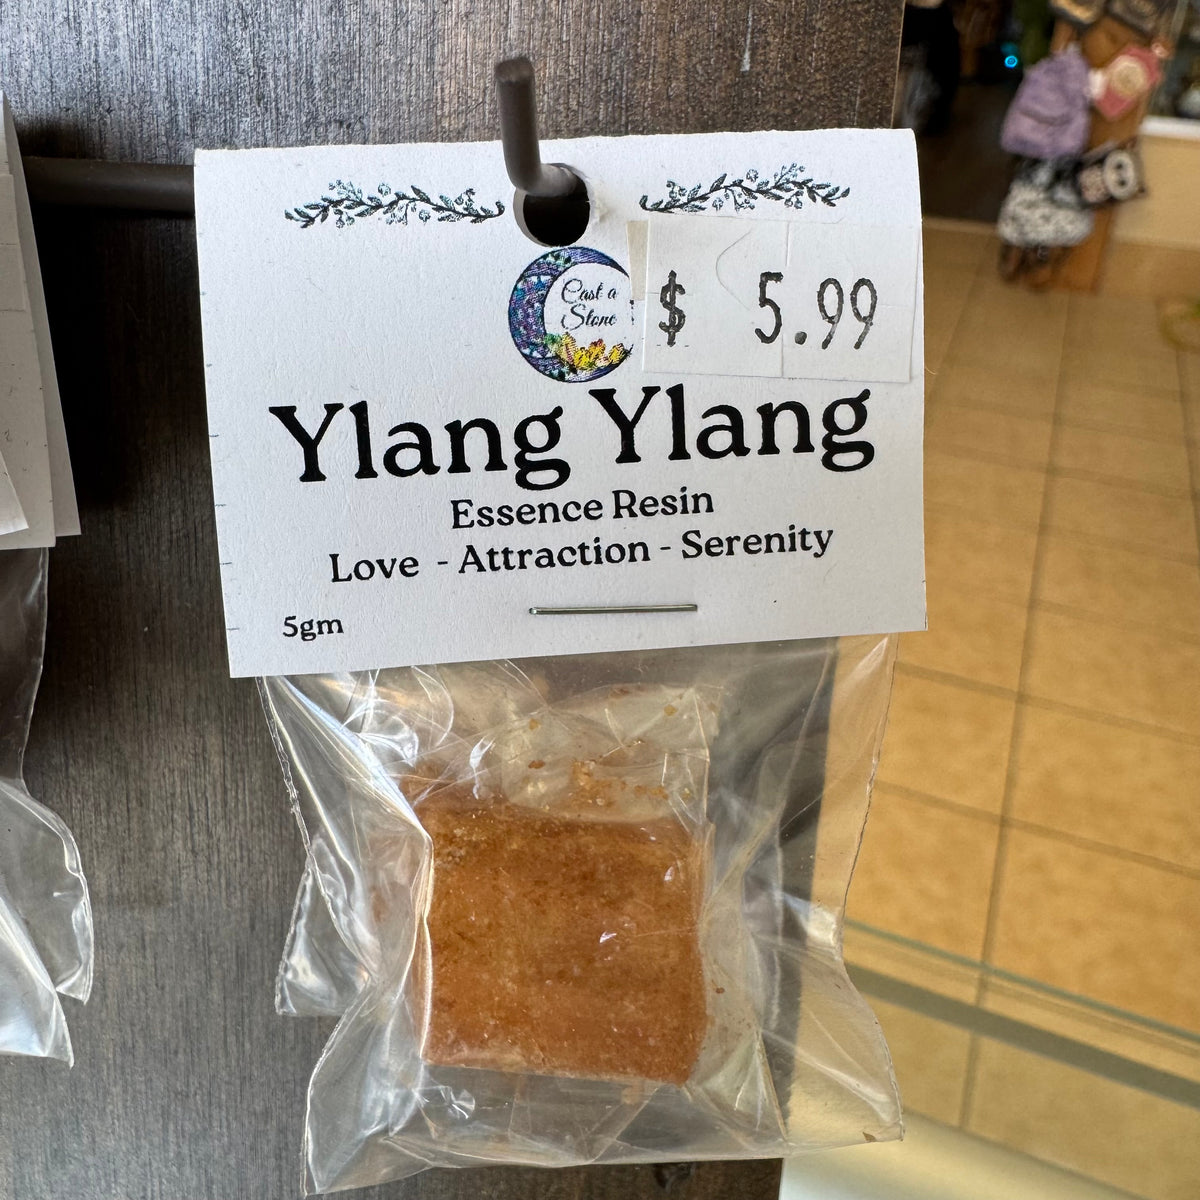 Cast a
Stone
$ 5.99
Ylang Ylang
Essence Resin
Love - Attraction - Serenity
5gm